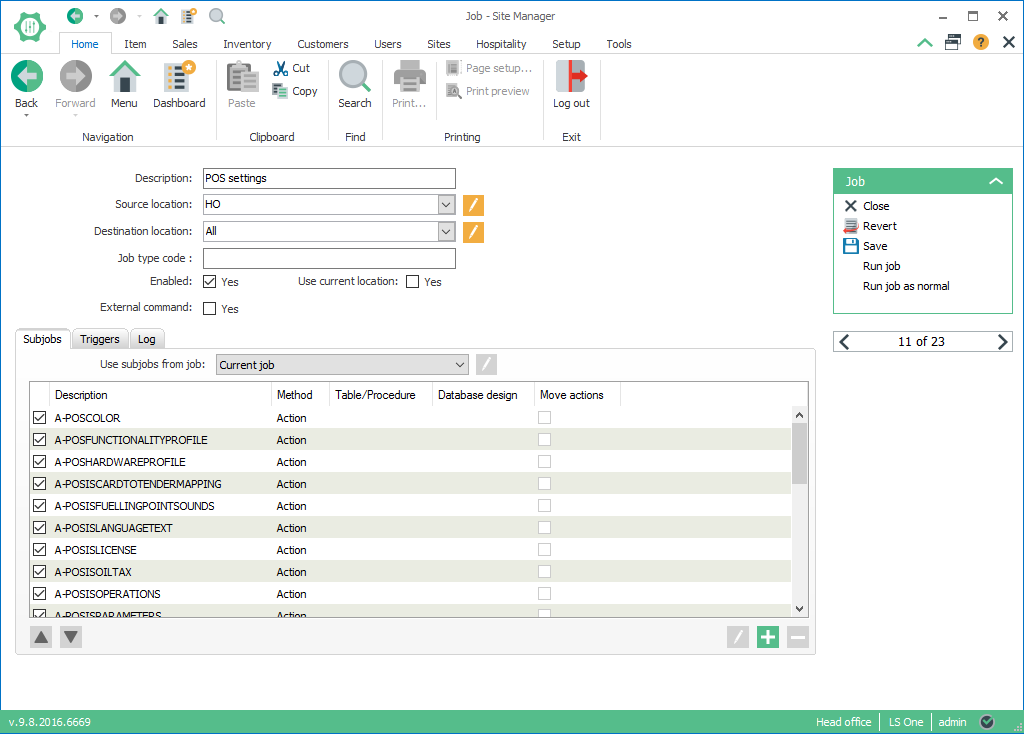 Job - Site Manager
Home Item Sales Inventory Customers Users Sites Hospitality Setup Tools
Back Forward Menu Dashboard
Navigation
Paste Cut
Copy
Clipboard
Search
Find
Print... Page setup...
Print preview
Printing
Log out
Exit
Description: POS settings
Source location: HO
Destination location: All
Job type code :
Enabled: Yes Use current location: Yes
External command: Yes
Job
Close
Revert
Save
Run job
Run job as normal
11 of 23
Subjobs Triggers Log
Use subjobs from job: Current job
Description Method Table/Procedure Database design Move actions
A-POSCOLOR Action
A-POSFUNCTIONALITYPROFILE Action
A-POSHARDWAREPROFILE Action
A-POSISCARDTOTENDERMAPPING Action
A-POSISFUELLINGPOINTSOUNDS Action
A-POSISLANGUAGETEXT Action
A-POSISLICENSE Action
A-POSISOILTAX Action
A-POSISOPERATIONS Action
A-POSISPARAMETERS Action
v.9.8.2016.6669 Head office LS One admin